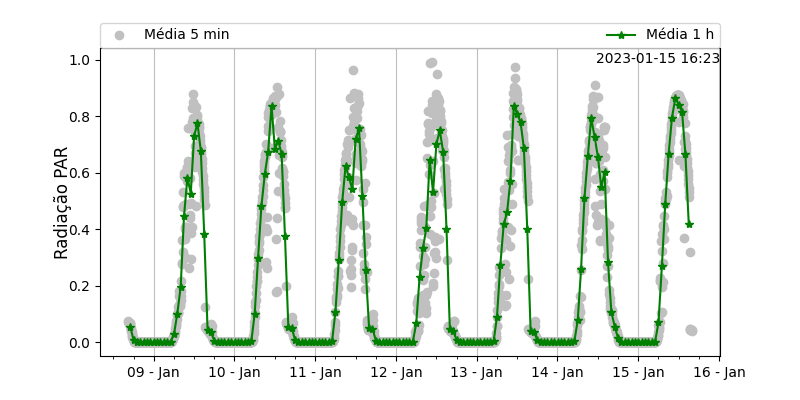 Média 5 min
Média 1 h
2023-01-15 16:23
Radiação PAR
1.0
0.8
0.6
0.4
0.2
0.0
09 - Jan
10 - Jan
11 - Jan
12 - Jan
13 - Jan
14 - Jan
15 - Jan
16 - Jan